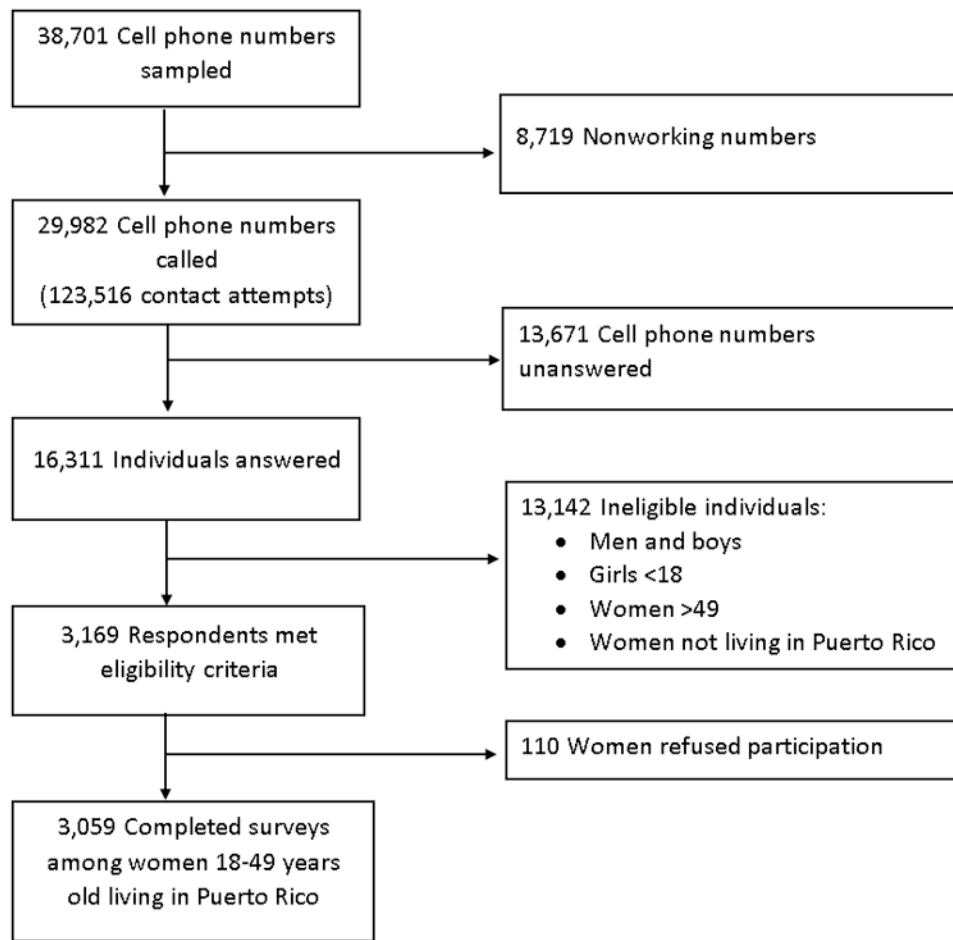 38,701 Cell phone numbers
sampled
8,719 Nonworking numbers
29,982 Cell phone numbers
called
(123,516 contact attempts)
13,671 Cell phone numbers
unanswered
16,311 Individuals answered
13,142 Ineligible individuals:
• Men and boys
• Girls <18
• Women >49
• Women not living in Puerto Rico
3,169 Respondents met
eligibility criteria
110 Women refused participation
3,059 Completed surveys
among women 18-49 years
old living in Puerto Rico